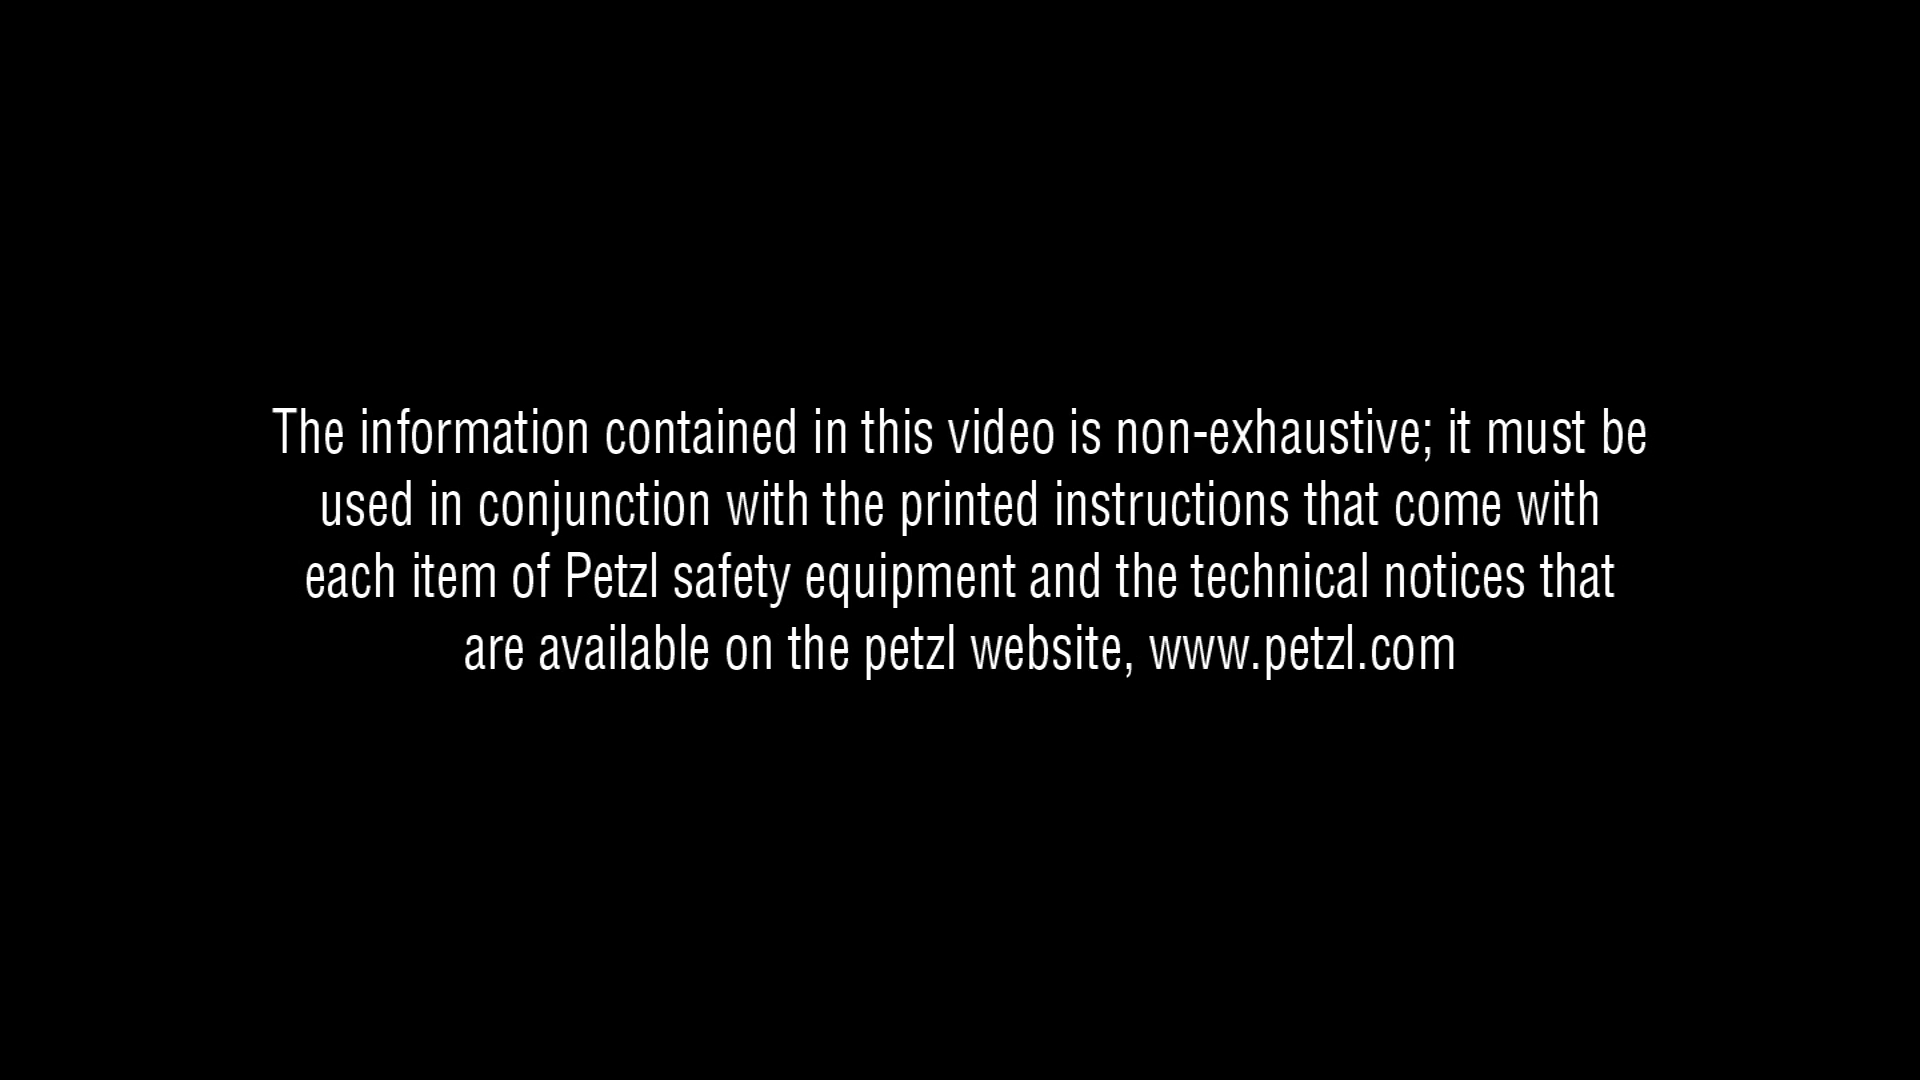 The information contained in this video is non-exhaustive; it must be
used in conjunction with the printed instructions that come with
each item of Petzl safety equipment and the technical notices that
are available on the petzl website, www.petzl.com